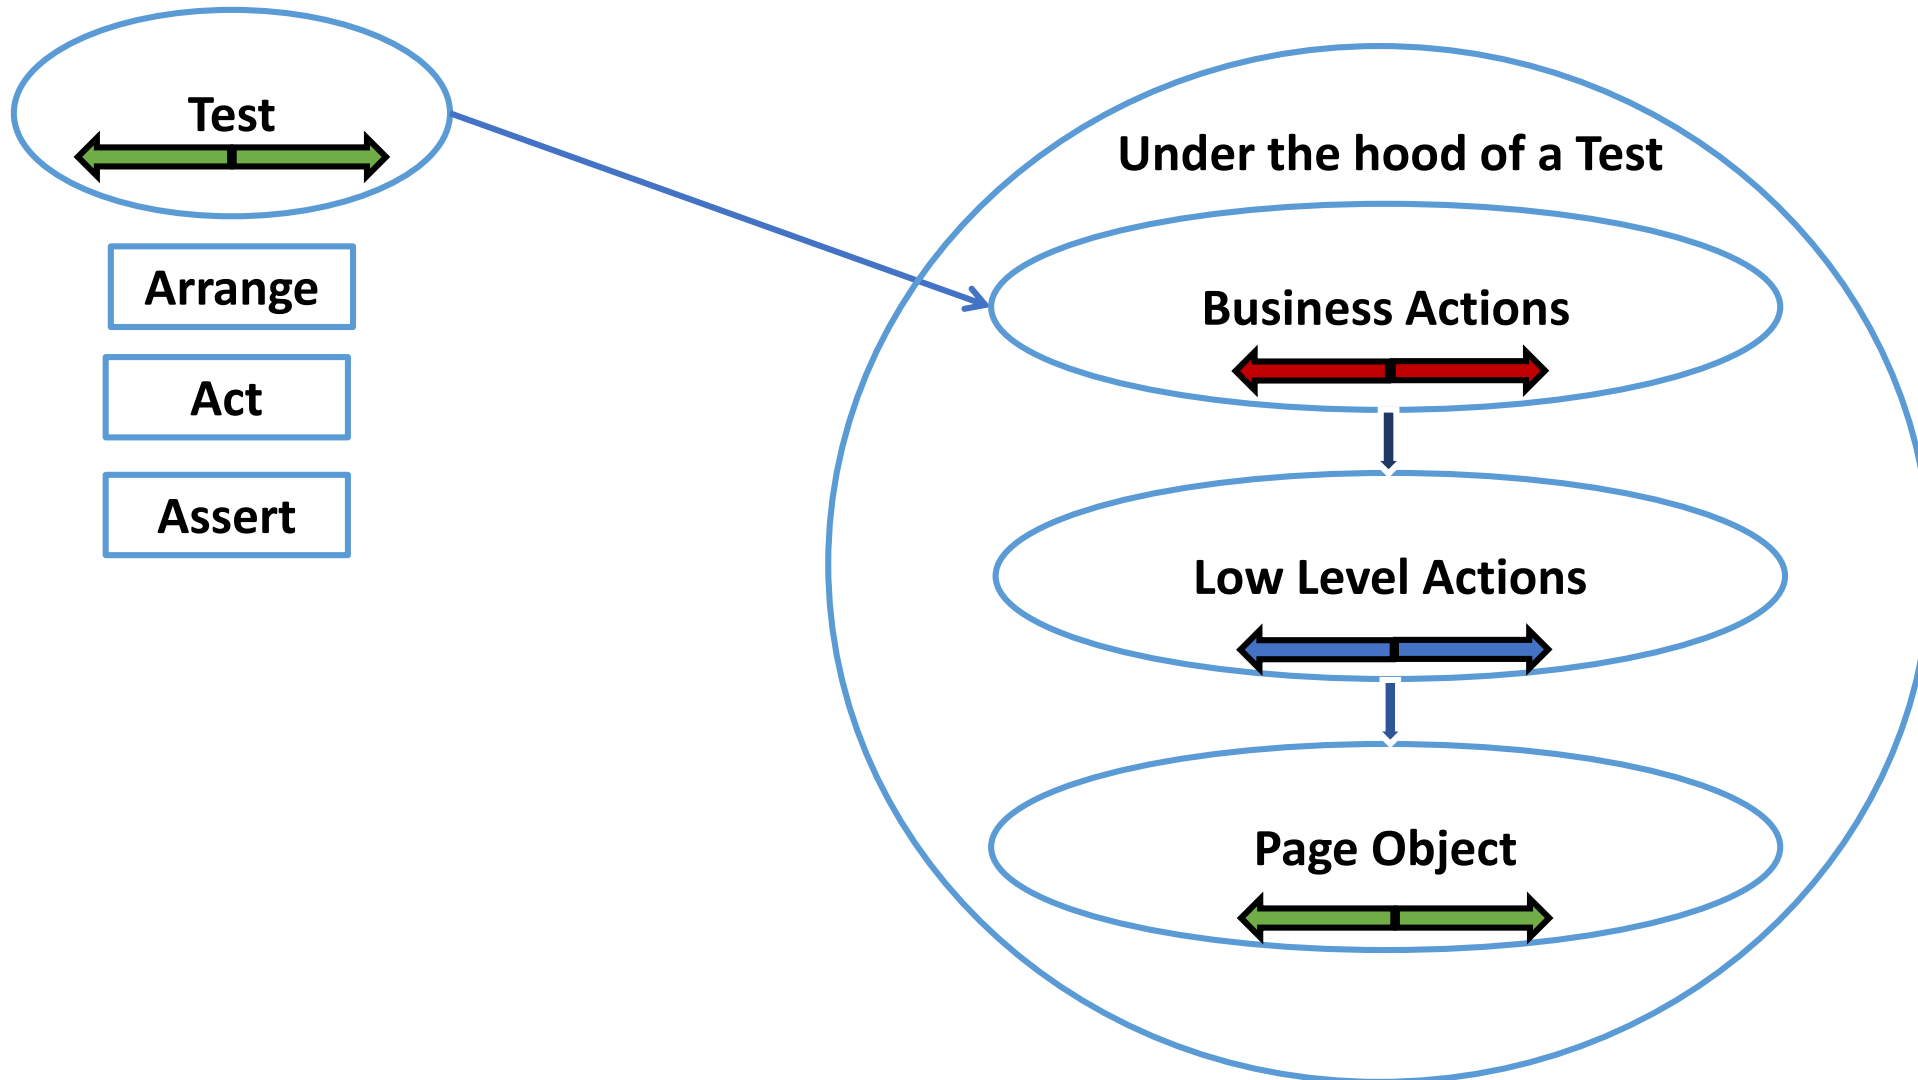 Test
Arrange
Act
Assert
Under the hood of a Test
Business Actions
Low Level Actions
Page Object